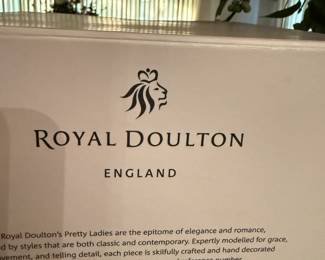 ROYAL DOULTON
ENGLAND
Royal Doulton's Pretty Ladies are the epitome of elegance and romance,
d by styles that are both classic and contemporary. Expertly modelled for grace,
vement, and telling detail, each piece is skilfully crafted and hand decorated